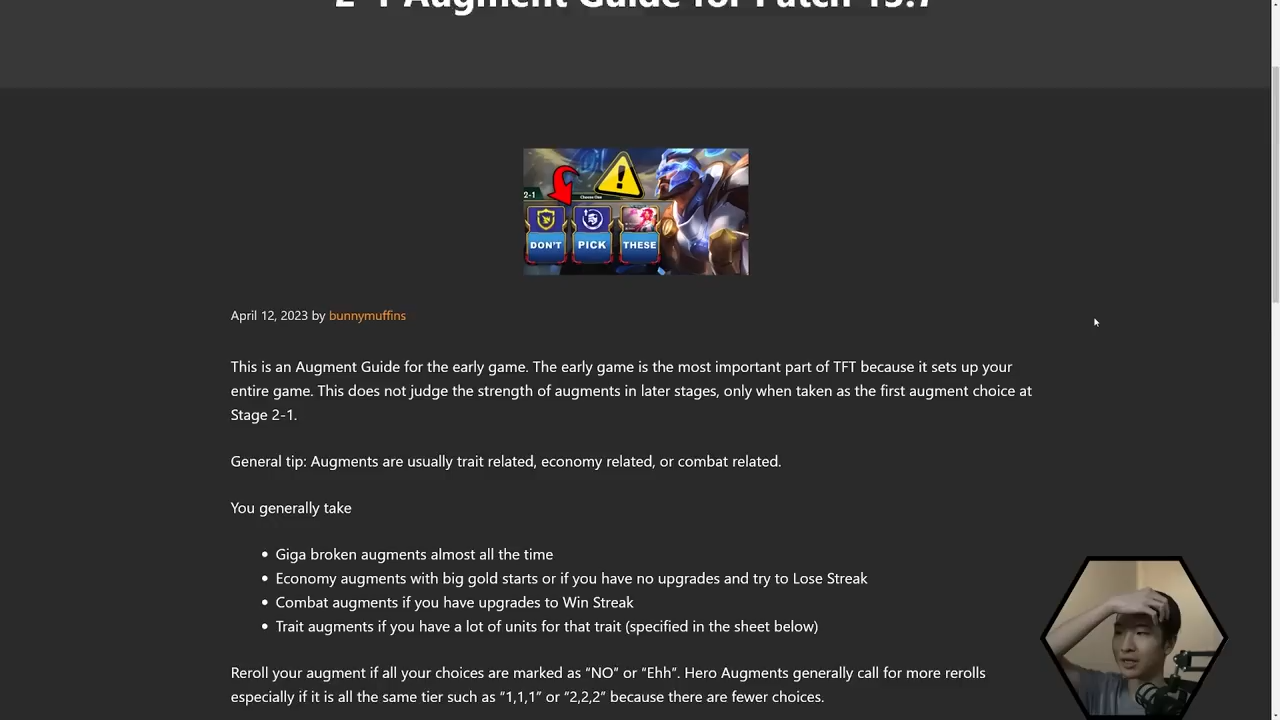 2-1 Augment Guide for Patch 13.7
2-1
Choose One
DON'T PICK THESE
April 12, 2023 by bunnymuffins
This is an Augment Guide for the early game. The early game is the most important part of TFT because it sets up your
entire game. This does not judge the strength of augments in later stages, only when taken as the first augment choice at
Stage 2-1.
General tip: Augments are usually trait related, economy related, or combat related.
You generally take
• Giga broken augments almost all the time
• Economy augments with big gold starts or if you have no upgrades and try to Lose Streak
• Combat augments if you have upgrades to Win Streak
• Trait augments if you have a lot of units for that trait (specified in the sheet below)
Reroll your augment if all your choices are marked as “NO” or “Ehh”. Hero Augments generally call for more rerolls
especially if it is all the same tier such as “1,1,1” or “2,2,2” because there are fewer choices.